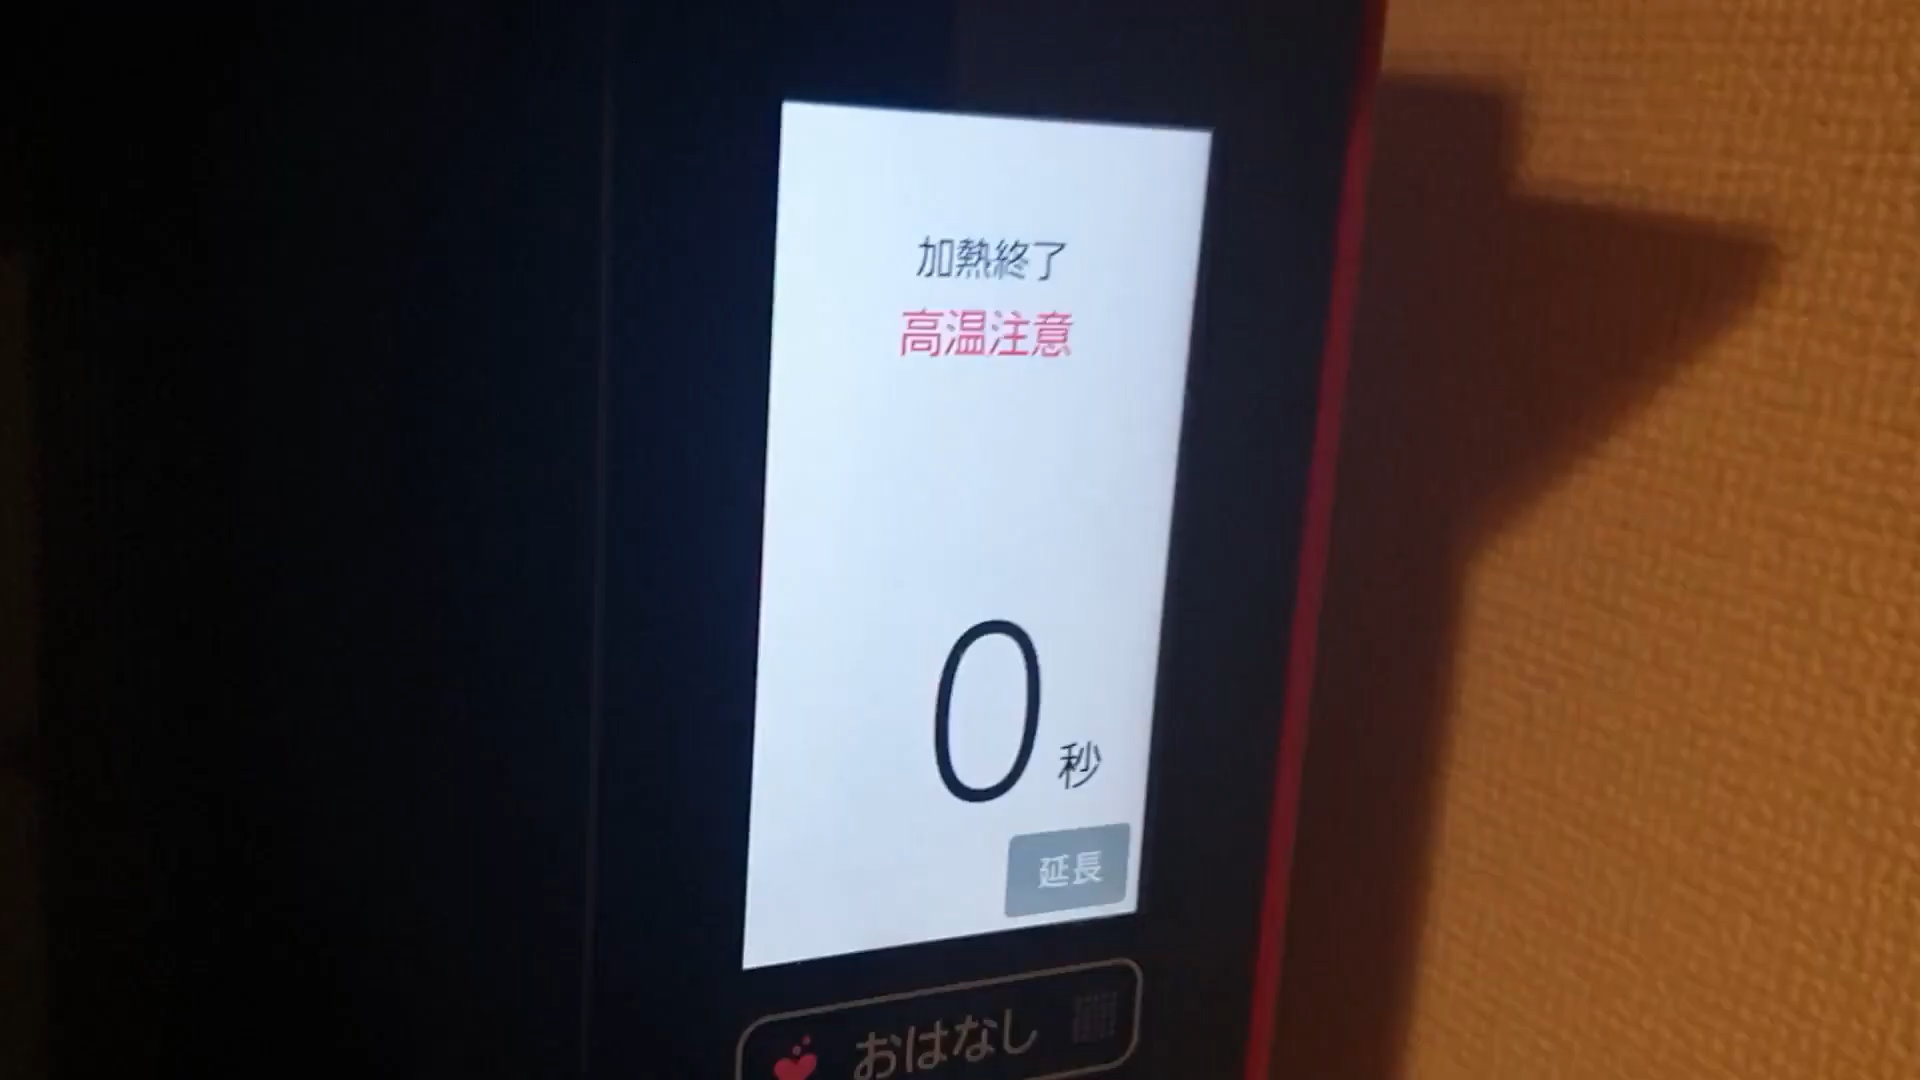 加熱終了
高温注意
0 秒
延長
おはなし